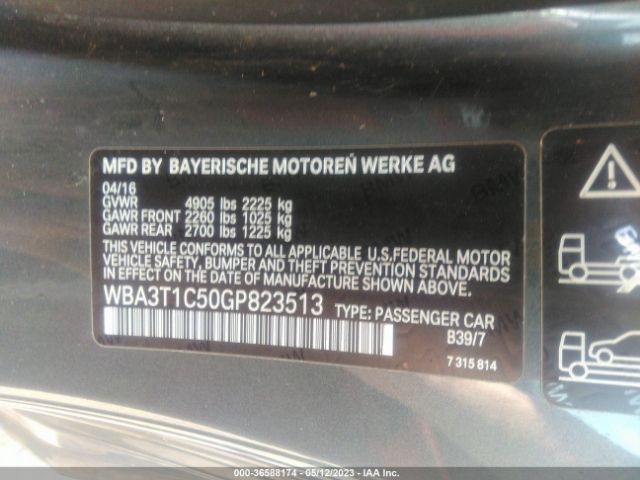 MFD BY BAYERISCHE MOTOREN WERKE AG
04/16
GVWR 4905 lbs 2225 kg
GAWR FRONT 2260 lbs 1025 kg
GAWR REAR 2700 lbs 1225 kg
THIS VEHICLE CONFORMS TO ALL APPLICABLE U.S.FEDERAL MOTOR
VEHICLE SAFETY, BUMPER AND THEFT PREVENTION STANDARDS
IN EFFECT ON THE DATE OF MANUFACTURE SHOWN ABOVE.
WBA3T1C50GP823513 TYPE: PASSENGER CAR
B39/7
7 315 814
000-36588174 - 05/12/2023 - IAA Inc.